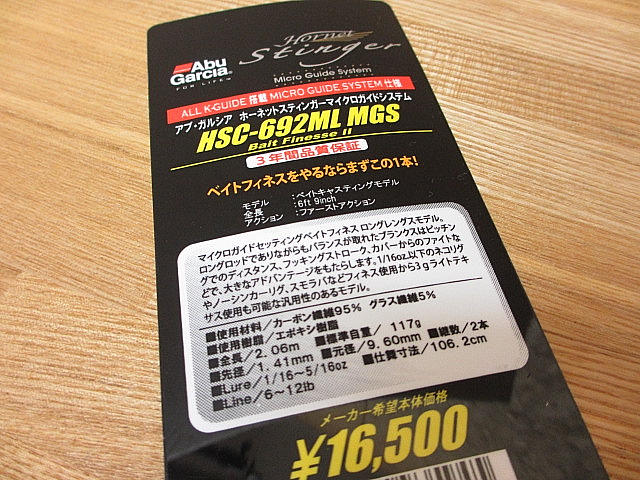 Abu
Garcia®
FOR LIFE™
Hornet
Stinger
Micro Guide System
ALL K-GUIDE 搭載 MICRO GUIDE SYSTEM 仕様
アブ・ガルシア ホーネットスティンガーマイクロガイドシステム
HSC-692ML MGS
Bait Finesse II
3年間品質保証
ベイトフィネスをやるならまずこの1本!
モデル :ベイトキャスティングモデル
全長 :6ft 9inch
アクション :ファーストアクション
マイクロガイドセッティングベイトフィネス ロングレングスモデル。
ロングロッドでありながらもバランスが取れたブランクスはピッチン
グでのディスタンス、フッキングストローク、カバーからのファイトな
どで、大きなアドバンテージをもたらします。1/16oz以下のネコリグ
やノーシンカーリグ、スモラバなどフィネス使用から3gライトテキ
サス使用も可能な汎用性のあるモデル。
■使用材料/カーボン繊維95% グラス繊維5%
■使用樹脂/エポキシ樹脂
■全長/2.06m ■標準自重/ 117g
■先径/1.41mm ■元径/9.60mm ■継数/2本
■Lure/1/16~5/16oz ■仕舞寸法/106.2cm
■Line/6~12lb
メーカー希望本体価格
¥16,500